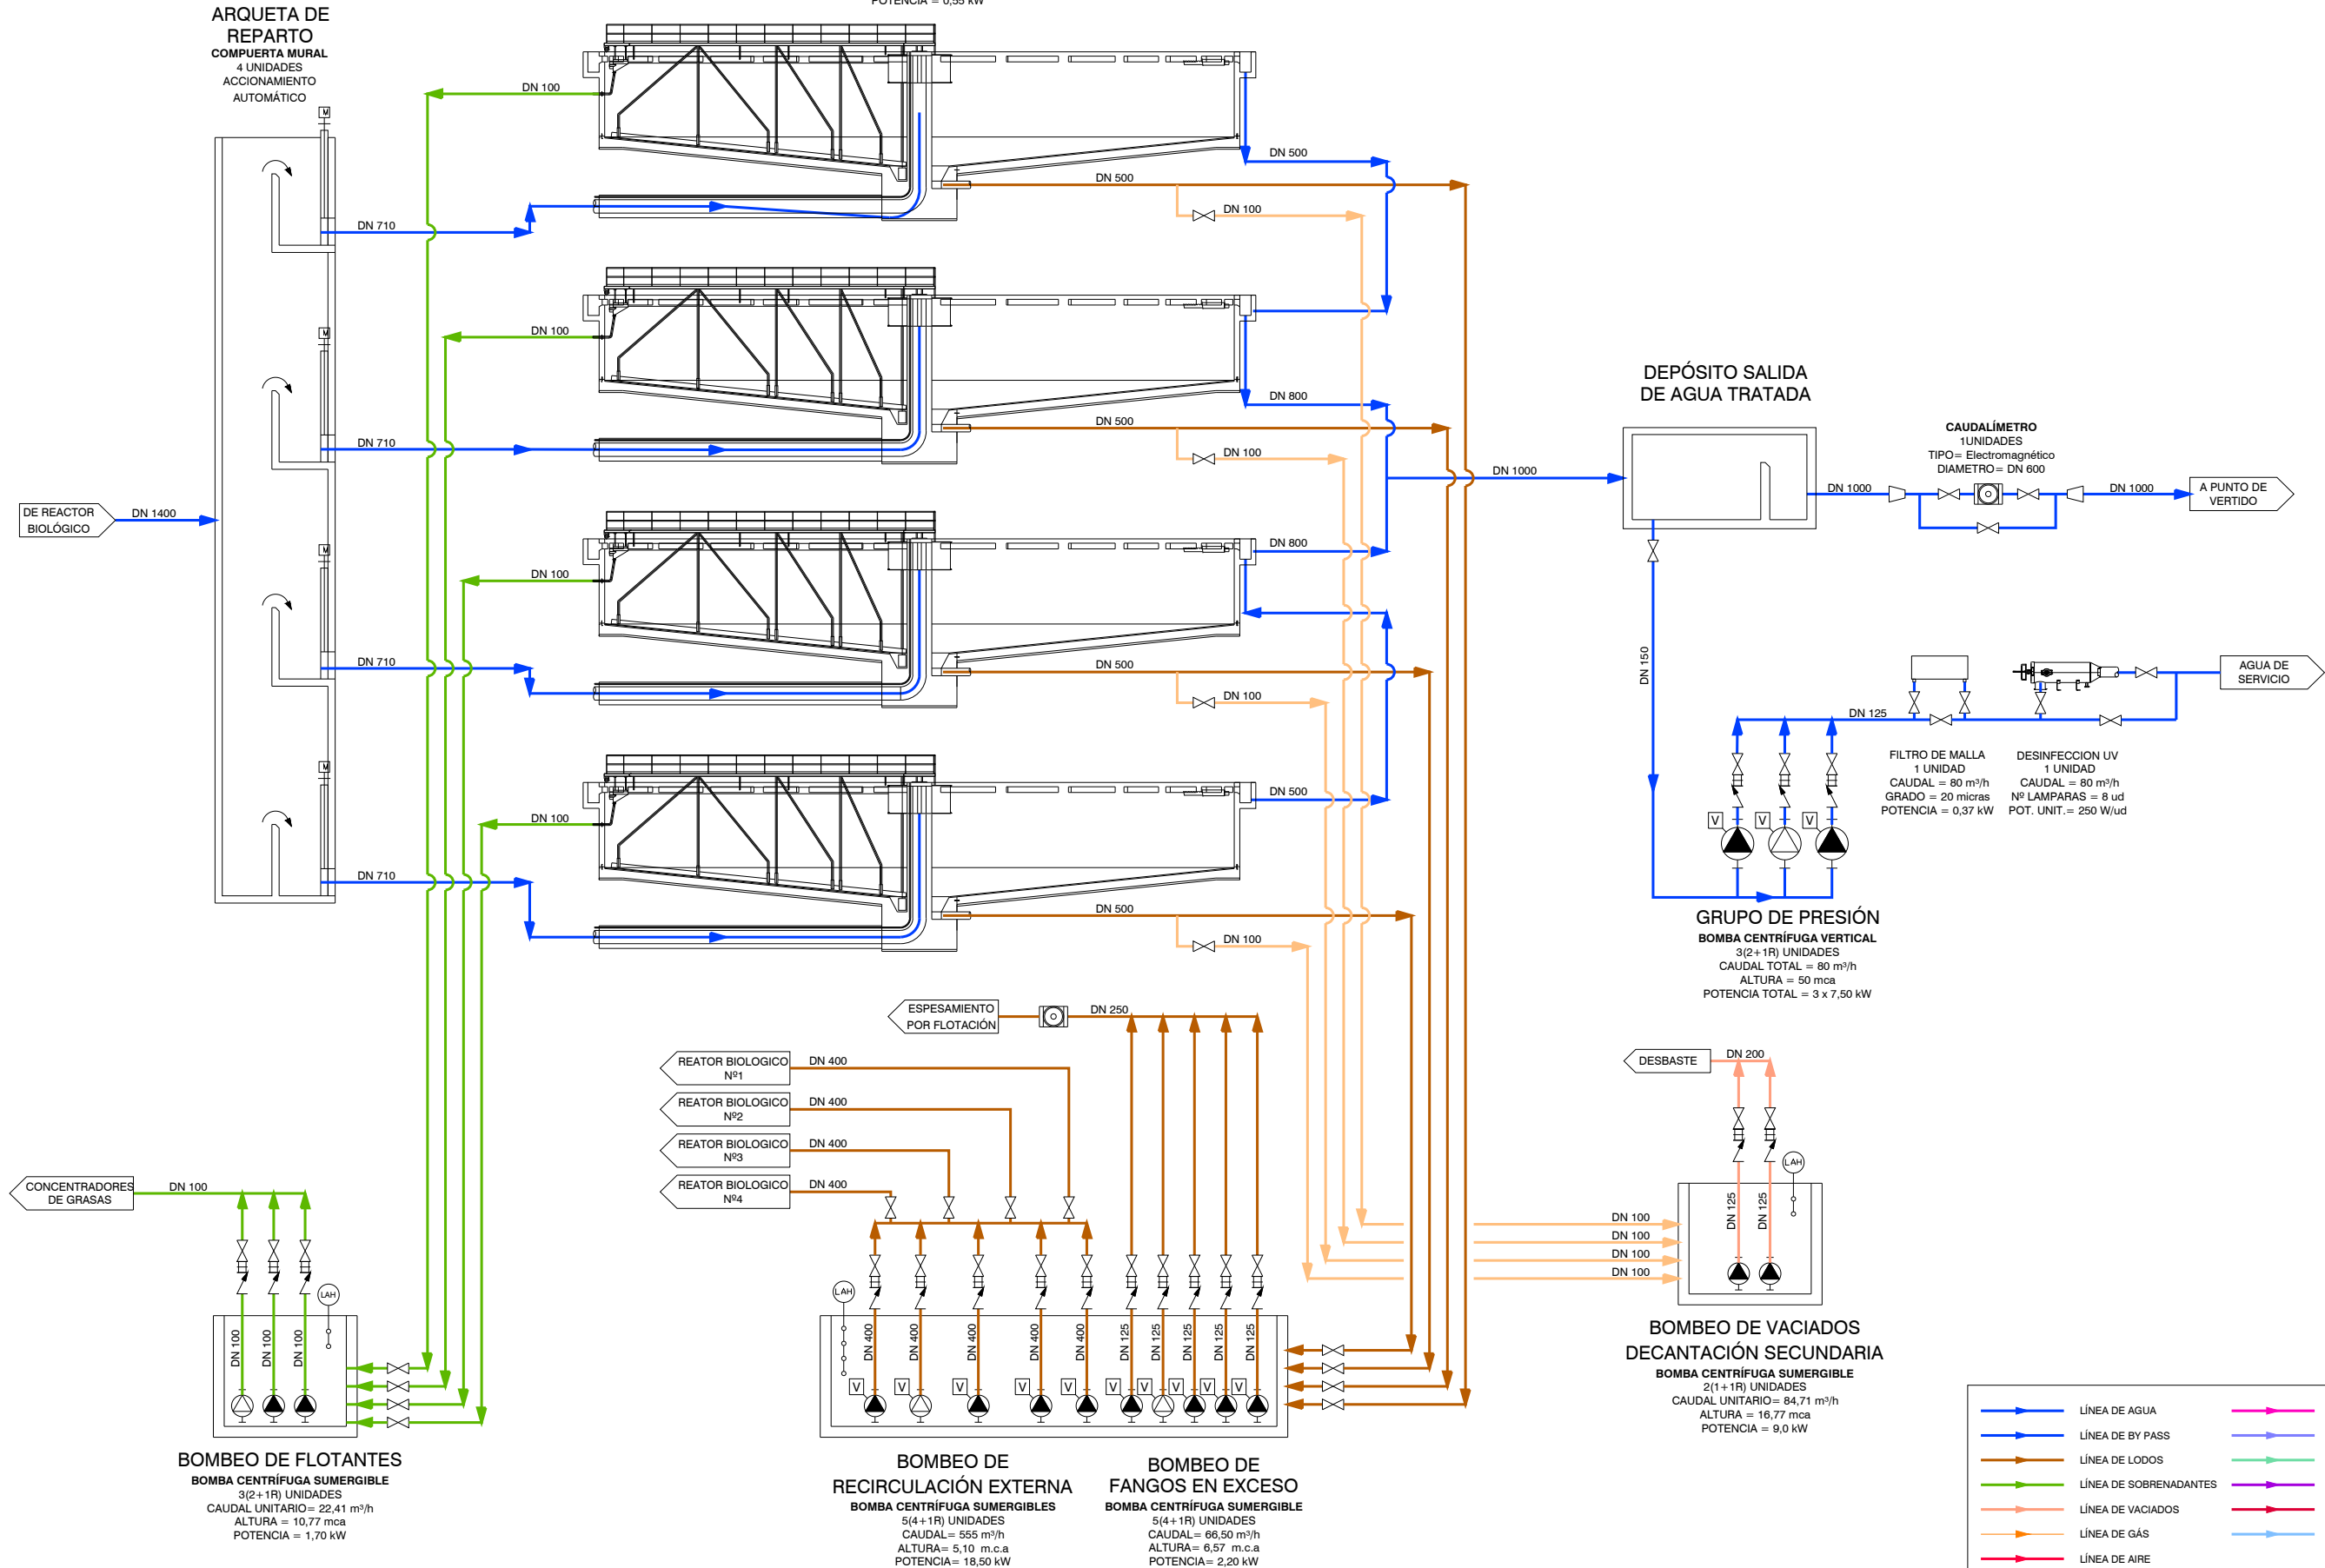 POTENCIA = 0,55 kW
ARQUETA DE
REPARTO
COMPUERTA MURAL
4 UNIDADES
ACCIONAMIENTO
AUTOMÁTICO
M
DN 100
DN 500
DN 500
DN 100
DN 710
M
DN 100
DN 800
DN 500
DN 100
DN 710
DE REACTOR
BIOLÓGICO
DN 1400
DN 1000
DEPÓSITO SALIDA
DE AGUA TRATADA
CAUDALÍMETRO
1UNIDADES
TIPO= Electromagnético
DIAMETRO= DN 600
DN 1000
DN 1000
A PUNTO DE
VERTIDO
M
DN 100
DN 800
DN 500
DN 100
DN 710
DN 150
DN 125
AGUA DE
SERVICIO
FILTRO DE MALLA
1 UNIDAD
CAUDAL = 80 m³/h
GRADO = 20 micras
POTENCIA = 0,37 kW
DESINFECCION UV
1 UNIDAD
CAUDAL = 80 m³/h
Nº LAMPARAS = 8 ud
POT. UNIT.= 250 W/ud
M
DN 100
DN 500
DN 500
DN 100
DN 710
V
V
V
GRUPO DE PRESIÓN
BOMBA CENTRÍFUGA VERTICAL
3(2+1R) UNIDADES
CAUDAL TOTAL = 80 m³/h
ALTURA = 50 mca
POTENCIA TOTAL = 3 x 7,50 kW
ESPESAMIENTO
POR FLOTACIÓN
DN 250
REATOR BIOLOGICO
Nº1
DN 400
REATOR BIOLOGICO
Nº2
DN 400
REATOR BIOLOGICO
Nº3
DN 400
REATOR BIOLOGICO
Nº4
DN 400
DESBASTE
DN 200
LAH
DN 125
DN 125
DN 100
DN 100
DN 100
DN 100
BOMBEO DE VACIADOS
DECANTACIÓN SECUNDARIA
BOMBA CENTRÍFUGA SUMERGIBLE
2(1+1R) UNIDADES
CAUDAL UNITARIO= 84,71 m³/h
ALTURA = 16,77 mca
POTENCIA = 9,0 kW
CONCENTRADORES
DE GRASAS
DN 100
LAH
DN 100
DN 100
DN 100
BOMBEO DE FLOTANTES
BOMBA CENTRÍFUGA SUMERGIBLE
3(2+1R) UNIDADES
CAUDAL UNITARIO= 22,41 m³/h
ALTURA = 10,77 mca
POTENCIA = 1,70 kW
LAH
DN 400
DN 400
DN 400
DN 400
DN 400
DN 125
DN 125
DN 125
DN 125
DN 125
V
V
V
V
V
V
V
V
V
V
BOMBEO DE
RECIRCULACIÓN EXTERNA
BOMBA CENTRÍFUGA SUMERGIBLES
5(4+1R) UNIDADES
CAUDAL= 555 m³/h
ALTURA= 5,10 m.c.a
POTENCIA= 18,50 kW
BOMBEO DE
FANGOS EN EXCESO
BOMBA CENTRÍFUGA SUMERGIBLE
5(4+1R) UNIDADES
CAUDAL= 66,50 m³/h
ALTURA= 6,57 m.c.a
POTENCIA= 2,20 kW
LÍNEA DE AGUA
LÍNEA DE BY PASS
LÍNEA DE LODOS
LÍNEA DE SOBRENADANTES
LÍNEA DE VACIADOS
LÍNEA DE GÁS
LÍNEA DE AIRE